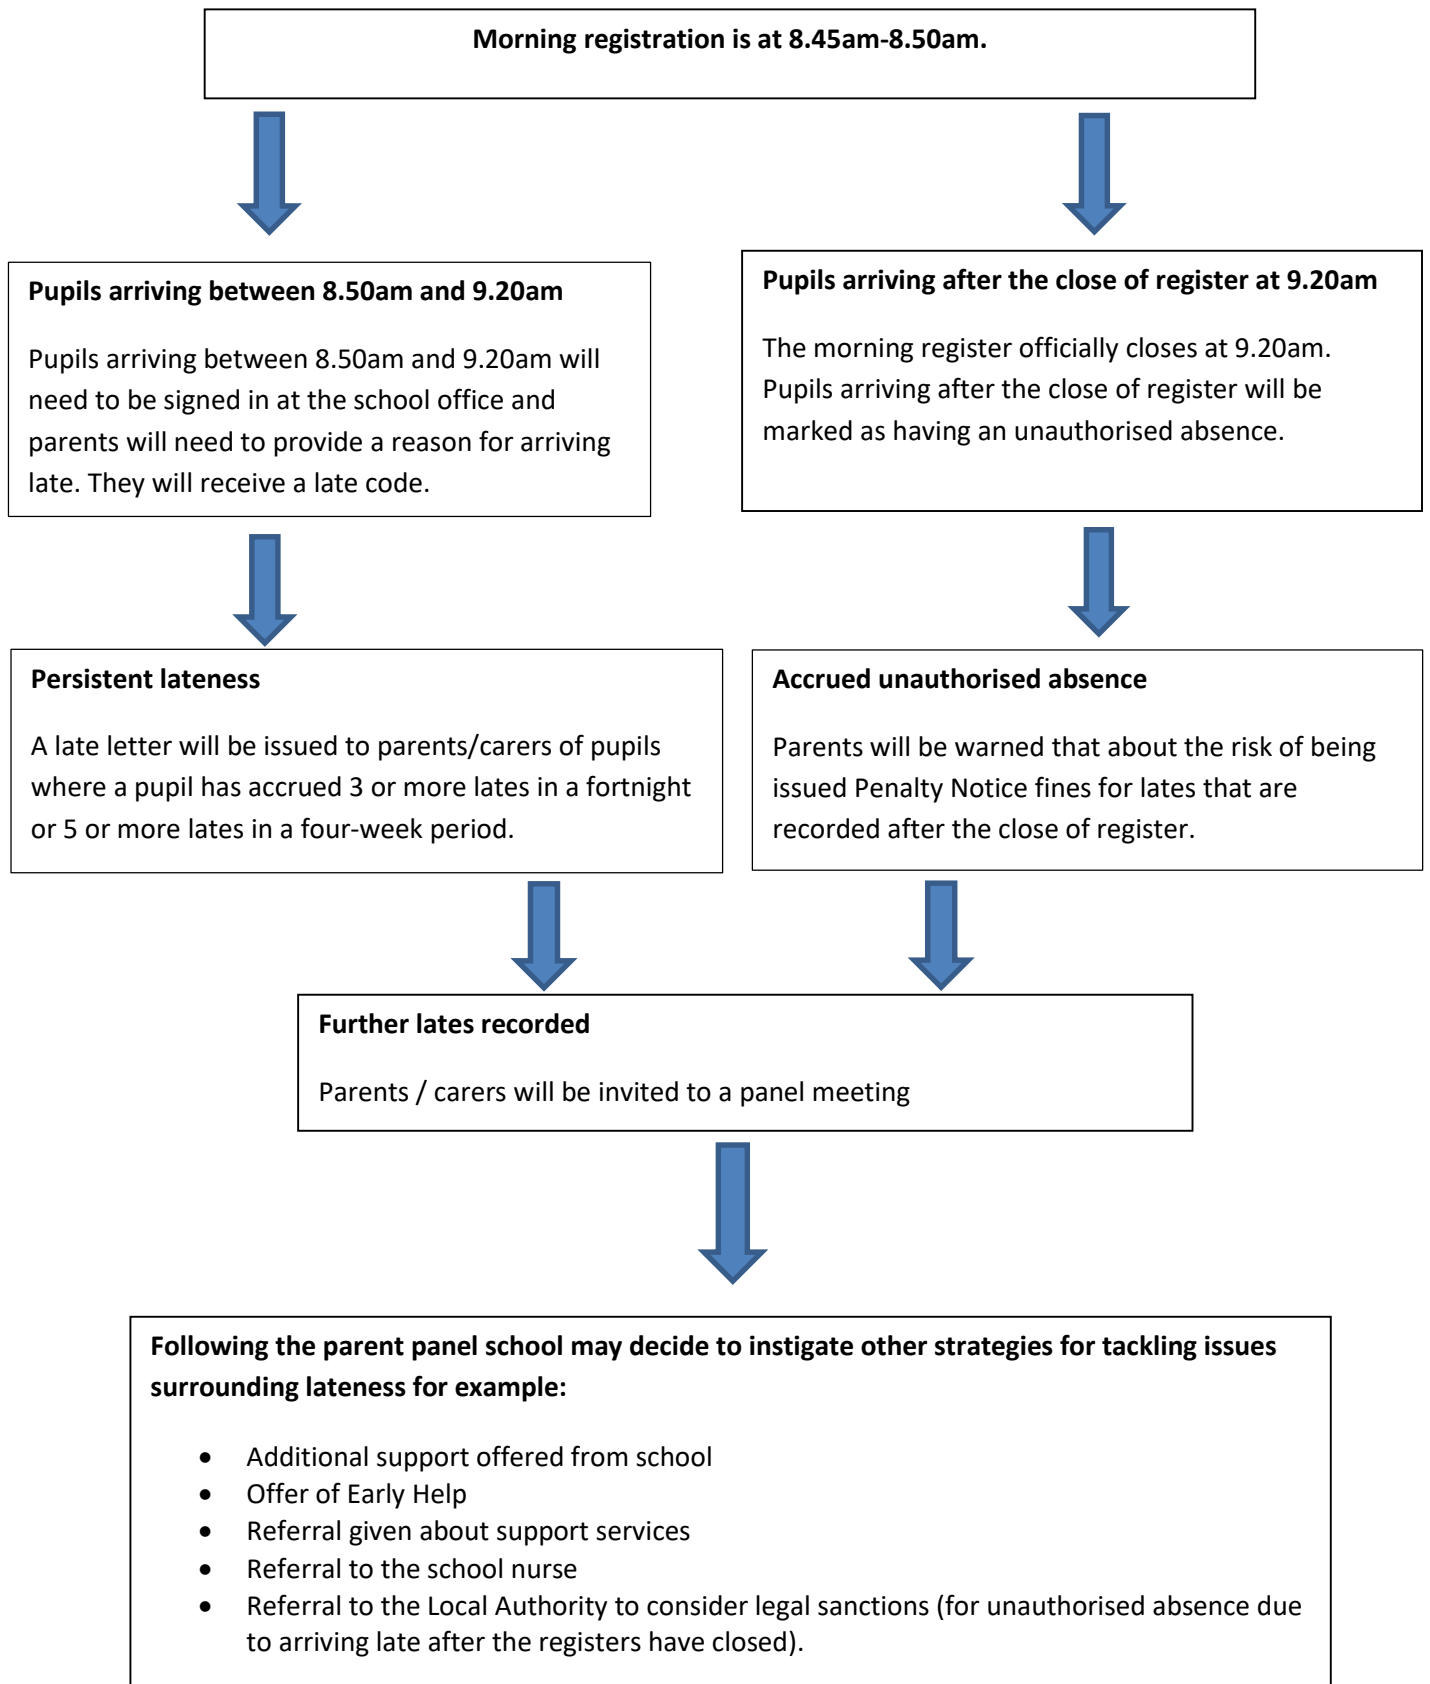 Morning registration is at 8.45am-8.50am.
Pupils arriving between 8.50am and 9.20am
Pupils arriving between 8.50am and 9.20am will
need to be signed in at the school office and
parents will need to provide a reason for arriving
late. They will receive a late code.
Pupils arriving after the close of register at 9.20am
The morning register officially closes at 9.20am.
Pupils arriving after the close of register will be
marked as having an unauthorised absence.
Persistent lateness
A late letter will be issued to parents/carers of pupils
where a pupil has accrued 3 or more lates in a fortnight
or 5 or more lates in a four-week period.
Accrued unauthorised absence
Parents will be warned that about the risk of being
issued Penalty Notice fines for lates that are
recorded after the close of register.
Further lates recorded
Parents / carers will be invited to a panel meeting
Following the parent panel school may decide to instigate other strategies for tackling issues
surrounding lateness for example:
• Additional support offered from school
• Offer of Early Help
• Referral given about support services
• Referral to the school nurse
• Referral to the Local Authority to consider legal sanctions (for unauthorised absence due
to arriving late after the registers have closed).